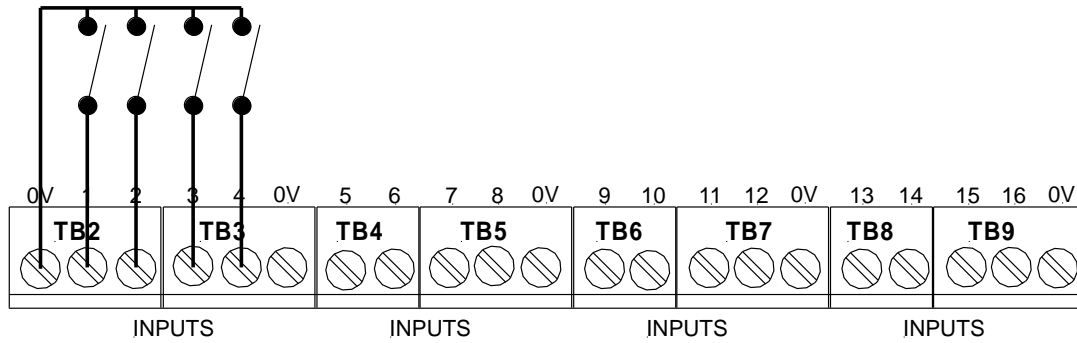 0V 1 2 3 4 0V 5 6 7 8 0V 9 10 11 12 0V 13 14 15 16 0V
TB2 TB3 TB4 TB5 TB6 TB7 TB8 TB9
INPUTS INPUTS INPUTS INPUTS